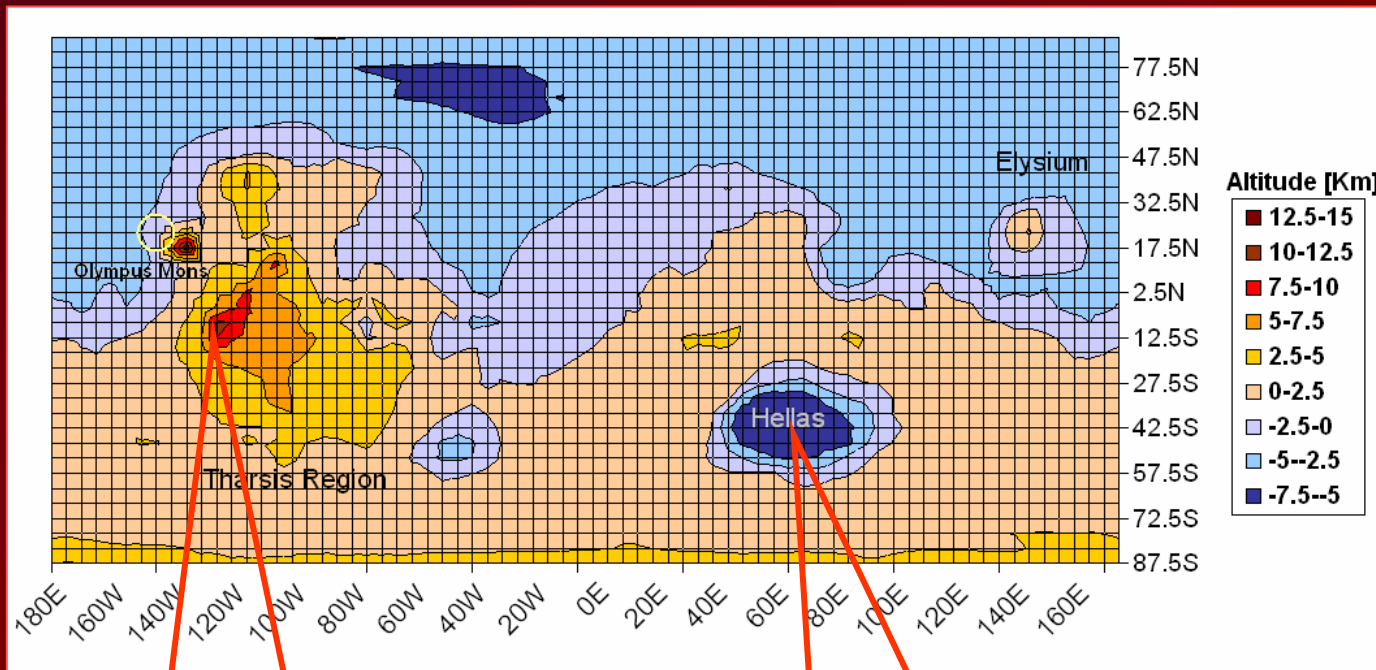 77.5N
62.5N
47.5N
32.5N
17.5N
2.5N
12.5S
27.5S
42.5S
57.5S
72.5S
87.5S
Elysium
Olympus Mons
Hellas
Tharsis Region
180E 160W 140W 120W 100W 80W 60W 40W 20W 0E 20E 40E 60E 80E 100E 120E 140E 160E
Altitude [Km]
12.5-15
10-12.5
7.5-10
5-7.5
2.5-5
0-2.5
-2.5-0
-5--2.5
-7.5--5